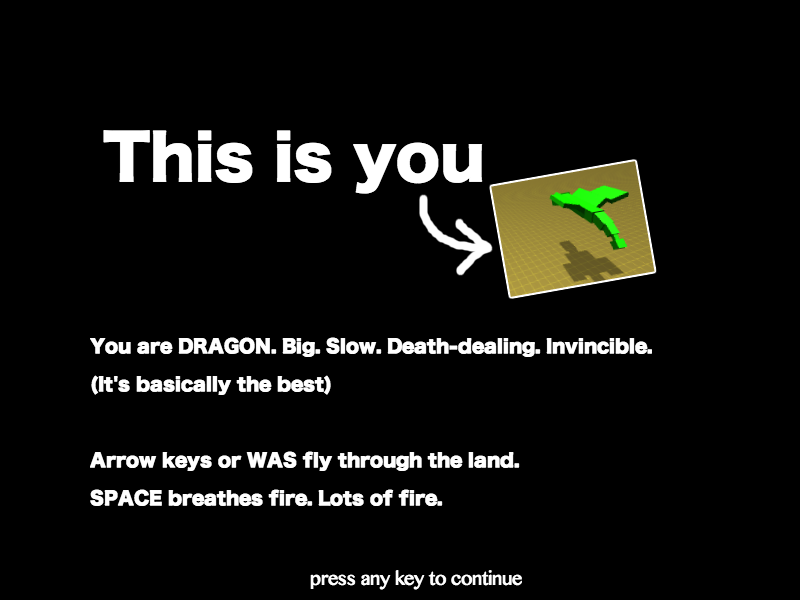 This is you
You are DRAGON. Big. Slow. Death-dealing. Invincible.
(It's basically the best)
Arrow keys or WAS fly through the land.
SPACE breathes fire. Lots of fire.
press any key to continue